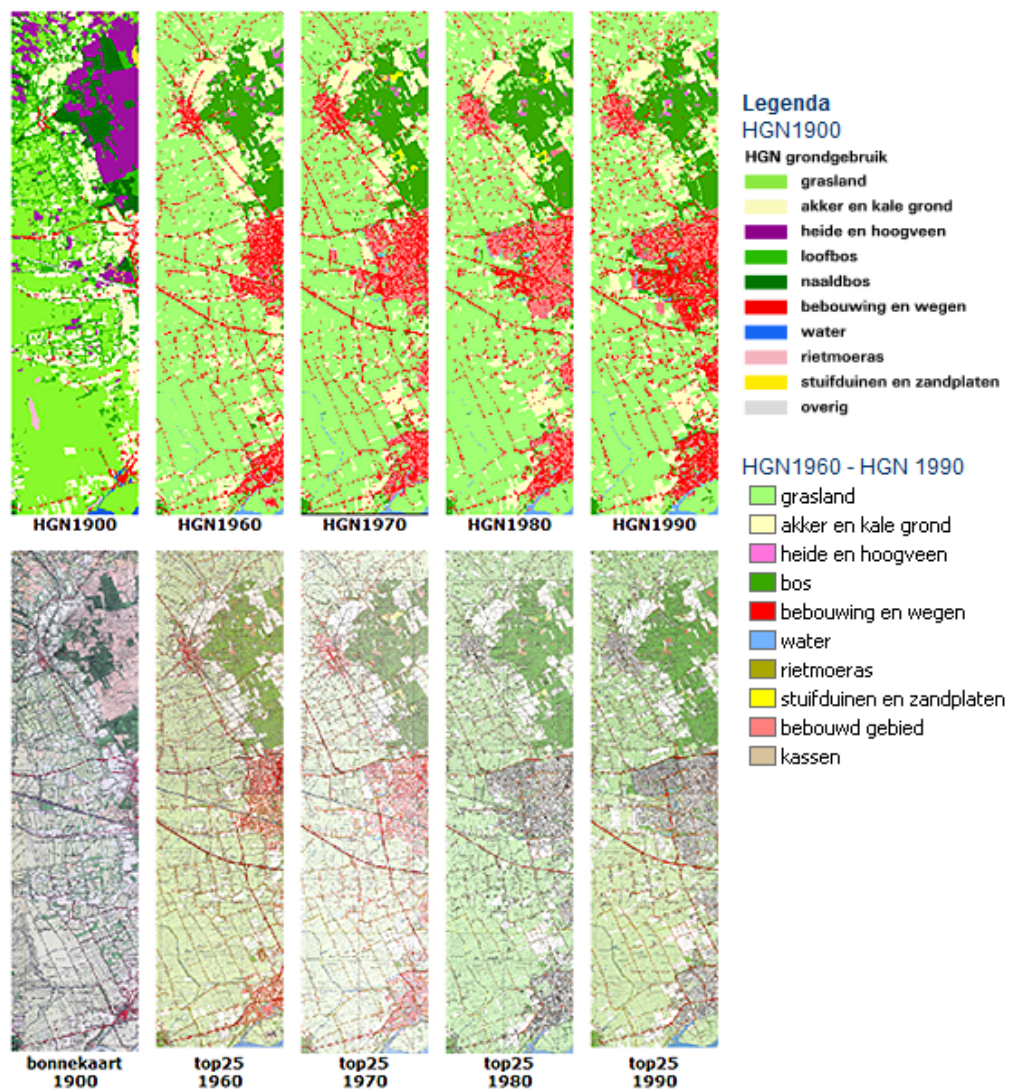 HGN1900
HGN1960
HGN1970
HGN1980
HGN1990
bonnekaart
1900
top25
1960
top25
1970
top25
1980
top25
1990
Legenda
HGN1900
HGN grondgebruik
grasland
akker en kale grond
heide en hoogveen
loofbos
naaldbos
bebouwing en wegen
water
rietmoeras
stuifduinen en zandplaten
overig
HGN1960 - HGN 1990
grasland
akker en kale grond
heide en hoogveen
bos
bebouwing en wegen
water
rietmoeras
stuifduinen en zandplaten
bebouwd gebied
kassen